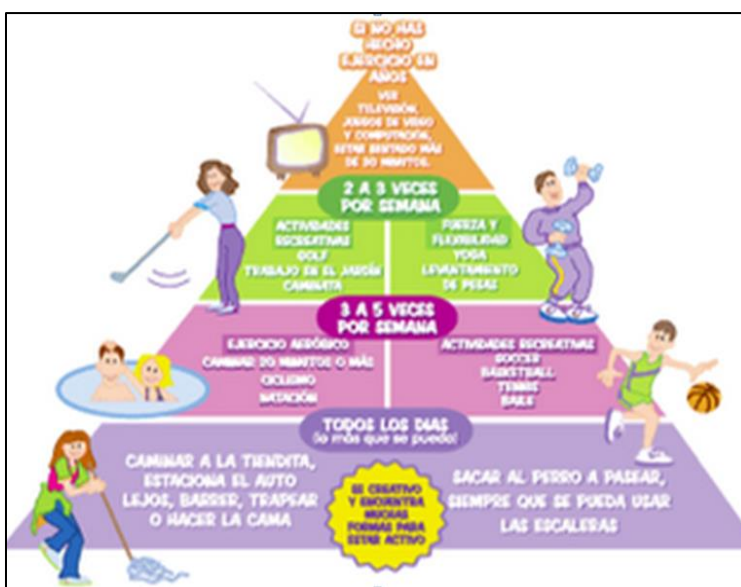 SI NO HAS
HECHO
EJERCICIO EN
AÑOS
VER
TELEVISIÓN,
JUEGOS DE VIDEO
Y COMPUTACIÓN,
ESTAR SENTADO MÁS
DE 30 MINUTOS.
2 A 3 VECES
POR SEMANA
ACTIVIDADES
RECREATIVAS
GOLF
TRABAJO EN EL JARDÍN
CAMINATA
FUERZA Y
FLEXIBILIDAD
YOGA
LEVANTAMIENTO
DE PESAS
3 A 5 VECES
POR SEMANA
EJERCICIO AERÓBICO
CAMINAR 20 MINUTOS O MÁS
CICLISMO
NATACIÓN
ACTIVIDADES RECREATIVAS
SOCCER
BASKETBALL
TENNIS
BAILE
TODOS LOS DIAS
(lo más que se pueda)
CAMINAR A LA TIENDITA,
ESTACIONA EL AUTO
LEJOS, BARRER, TRAPEAR
O HACER LA CAMA
SE CREATIVO
Y ENCUENTRA
MUCHAS
FORMAS PARA
ESTAR ACTIVO
SACAR AL PERRO A PASEAR,
SIEMPRE QUE SE PUEDA USAR
LAS ESCALERAS